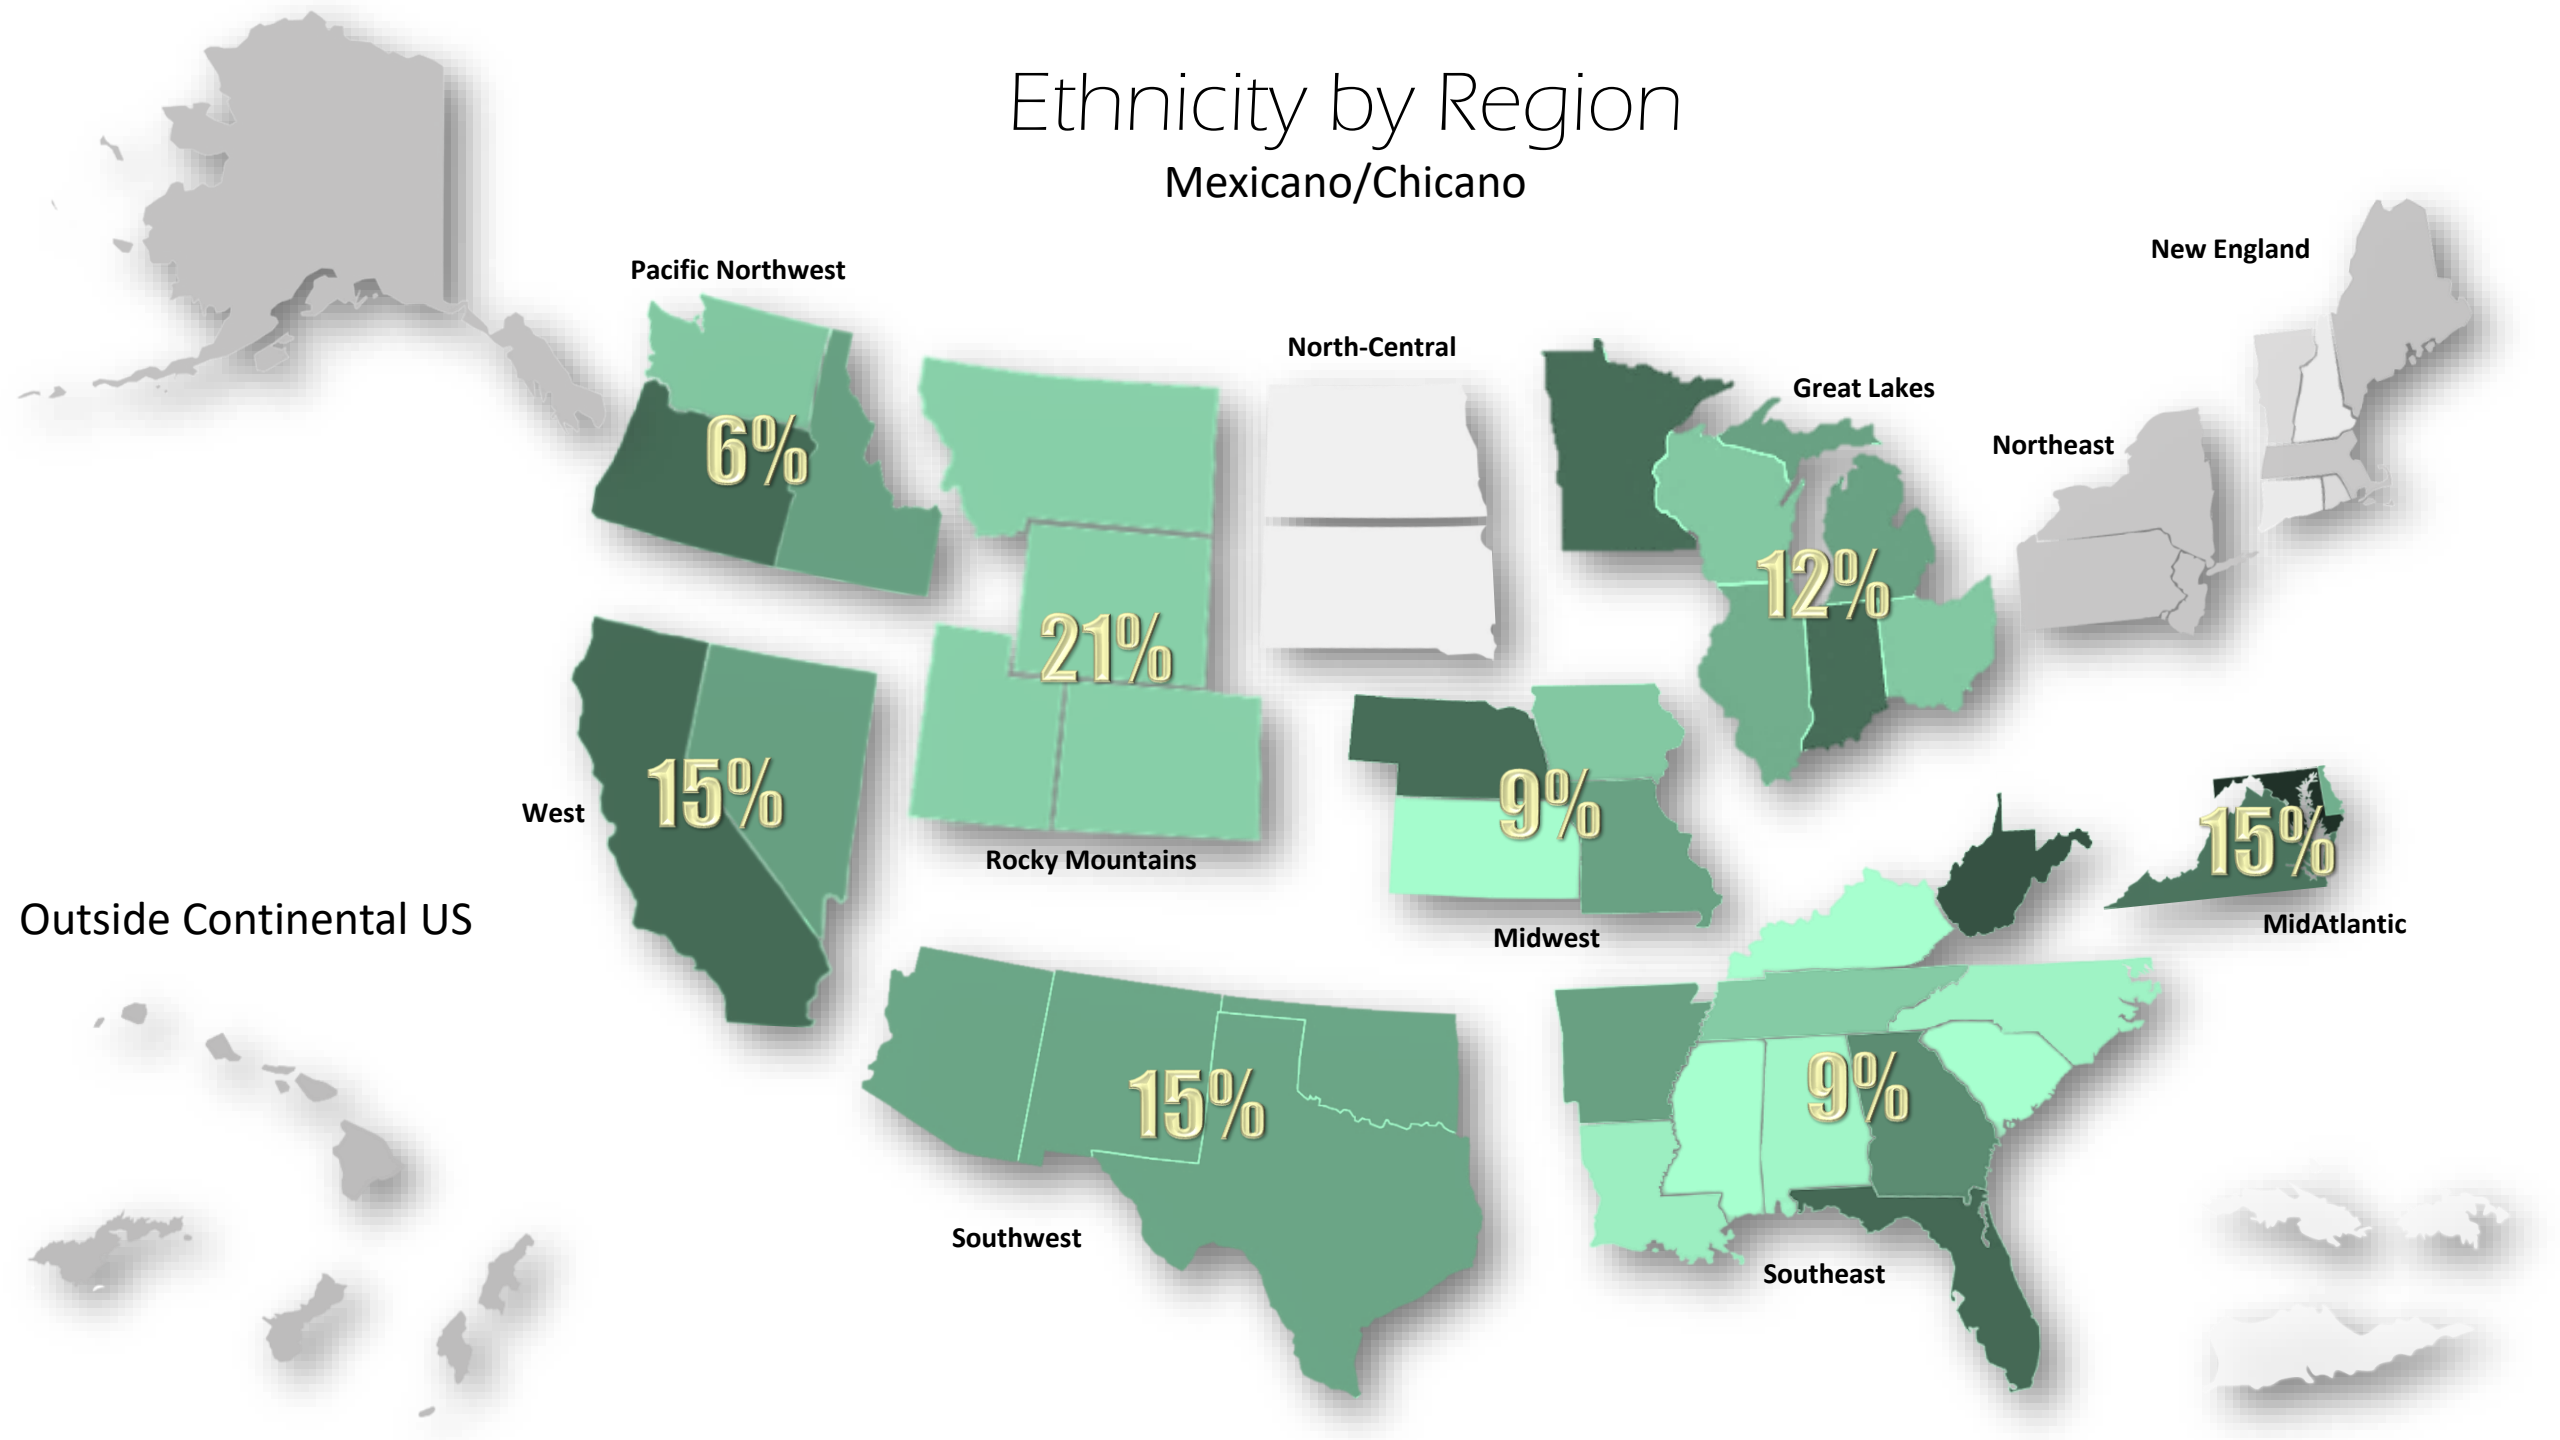 Ethnicity by Region
Mexicano/Chicano
New England
Pacific Northwest
North-Central
Great Lakes
Northeast
6%
12%
21%
15%
9%
West
15%
Rocky Mountains
Outside Continental US
Midwest
MidAtlantic
15%
9%
Southwest
Southeast